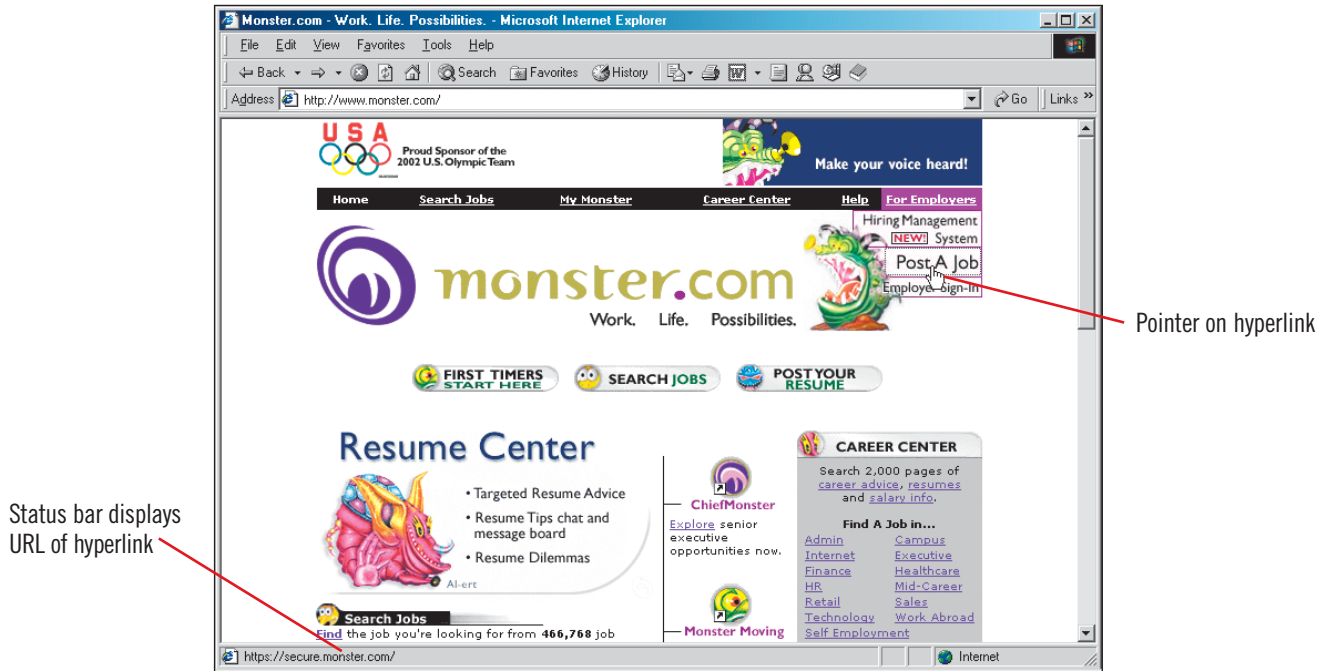 Monster.com - Work. Life. Possibilities. - Microsoft Internet Explorer
File Edit View Favorites Tools Help
Back Search Favorites History
Address http://www.monster.com/ Go Links »
USA
Proud Sponsor of the
2002 U.S. Olympic Team
Make your voice heard!
Home Search Jobs My Monster Career Center Help For Employers
Hiring Management
NEW! System
Post A Job
Employer Sign-In
monster.com
Work. Life. Possibilities.
Pointer on hyperlink
FIRST TIMERS
START HERE
SEARCH JOBS
POST YOUR
RESUME
Resume Center
• Targeted Resume Advice
• Resume Tips chat and
message board
• Resume Dilemmas
Al-ert
Search Jobs
Find the job you're looking for from 466,768 job
ChiefMonster
Explore senior
executive
opportunities now.
Monster Moving
CAREER CENTER
Search 2,000 pages of
career advice, resumes
and salary info.
Find A Job in...
Admin Campus
Internet Executive
Finance Healthcare
HR Mid-Career
Retail Sales
Technology Work Abroad
Self Employment
Status bar displays
URL of hyperlink
https://secure.monster.com/ Internet